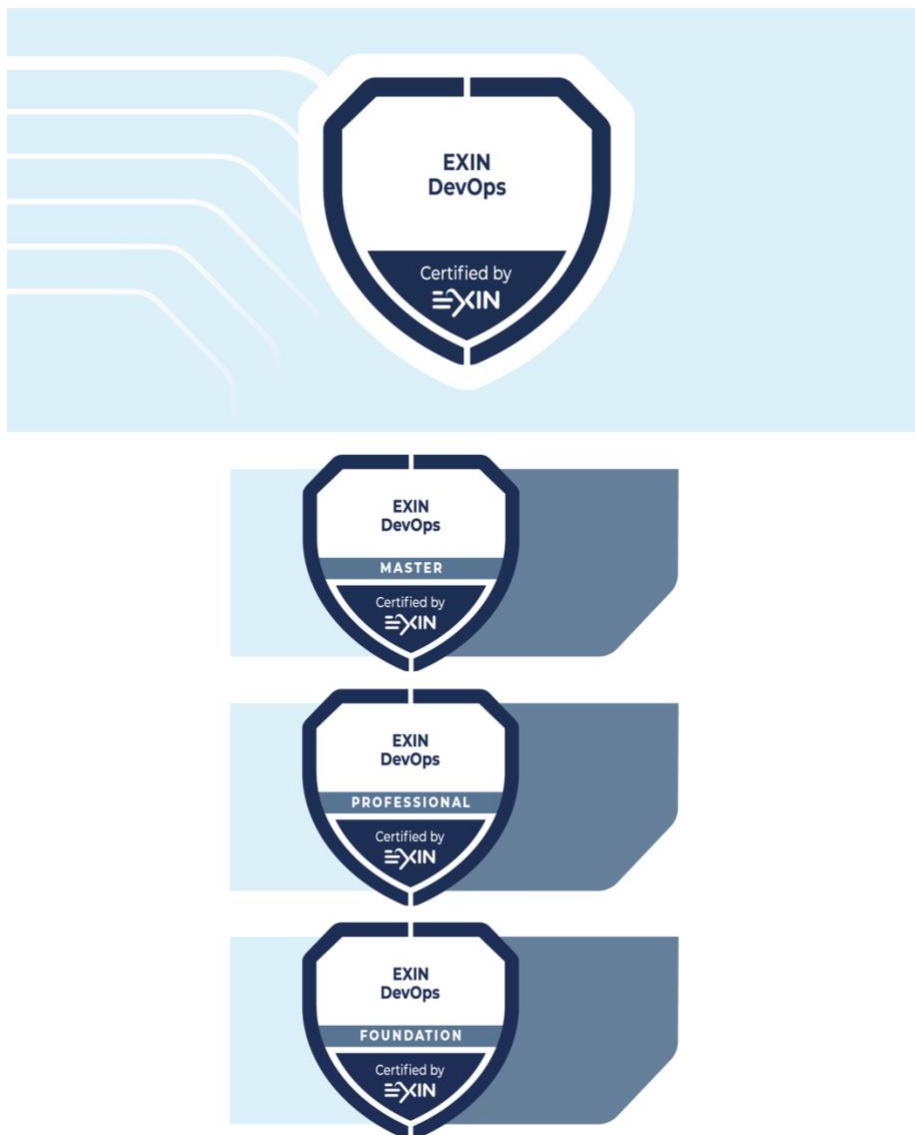 EXIN
DevOps
Certified by
EXIN
EXIN
DevOps
MASTER
Certified by
EXIN
EXIN
DevOps
PROFESSIONAL
Certified by
EXIN
EXIN
DevOps
FOUNDATION
Certified by
EXIN